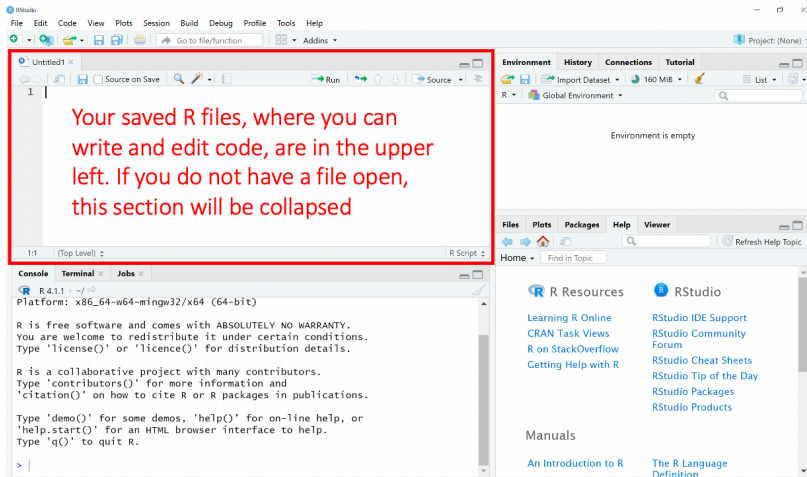 RStudio
File Edit Code View Plots Session Build Debug Profile Tools Help
Go to file/function Addins Project: (None)
Untitled1
Source on Save Run Source
1
Your saved R files, where you can
write and edit code, are in the upper
left. If you do not have a file open,
this section will be collapsed
1:1 (Top Level) R Script
Console Terminal Jobs
R 4.1.1 · ~/
Platform: x86_64-w64-mingw32/x64 (64-bit)
R is free software and comes with ABSOLUTELY NO WARRANTY.
You are welcome to redistribute it under certain conditions.
Type 'license()' or 'licence()' for distribution details.
R is a collaborative project with many contributors.
Type 'contributors()' for more information and
'citation()' on how to cite R or R packages in publications.
Type 'demo()' for some demos, 'help()' for on-line help, or
'help.start()' for an HTML browser interface to help.
Type 'q()' to quit R.
>
Environment History Connections Tutorial
Import Dataset 160 MiB List
R Global Environment
Environment is empty
Files Plots Packages Help Viewer
Refresh Help Topic
Home Find in Topic
R Resources
Learning R Online
CRAN Task Views
R on StackOverflow
Getting Help with R
RStudio
RStudio IDE Support
RStudio Community
Forum
RStudio Cheat Sheets
RStudio Tip of the Day
RStudio Packages
RStudio Products
Manuals
An Introduction to R
The R Language
Definition